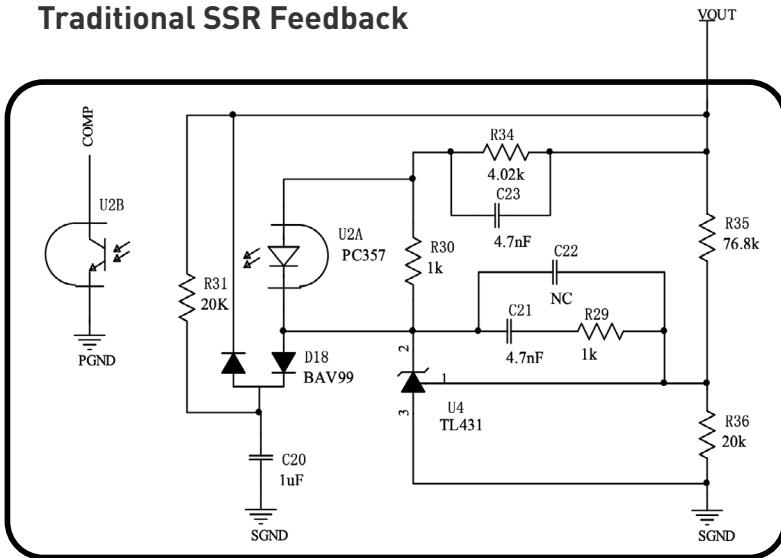 Traditional SSR Feedback
VOUT
COMP
U2B
PGND
R31
20K
U2A
PC357
D18
BAV99
C20
1uF
SGND
R34
4.02k
C23
4.7nF
R30
1k
C22
NC
C21
4.7nF
R29
1k
R35
76.8k
2
1
3
U4
TL431
R36
20k
SGND